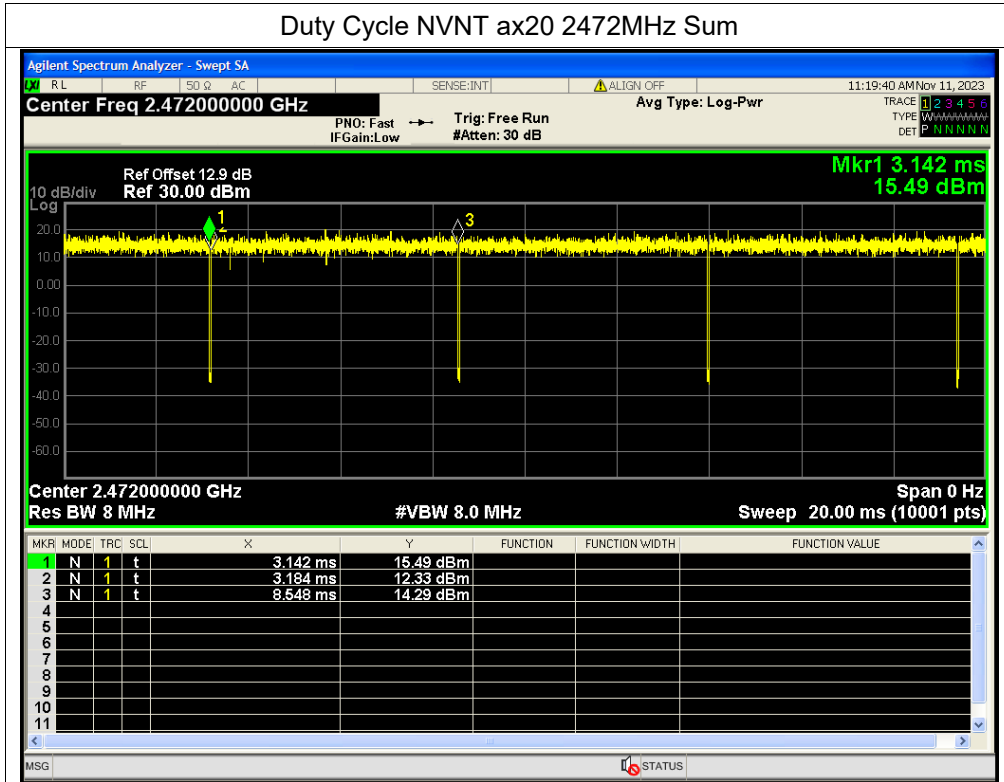 Duty Cycle NVNT ax20 2472MHz Sum
Agilent Spectrum Analyzer - Swept SA
LXI RL RF 50 Ω AC SENSE:INT ALIGN OFF 11:19:40 AM Nov 11, 2023
Center Freq 2.472000000 GHz Avg Type: Log-Pwr TRACE 1 2 3 4 5 6
PNO: Fast Trig: Free Run TYPE WWWWWW
IFGain:Low #Atten: 30 dB DET P N N N N N
Mkr1 3.142 ms
Ref Offset 12.9 dB
10 dB/div Ref 30.00 dBm 15.49 dBm
Log
1
2
3
20.0
10.0
0.00
-10.0
-20.0
-30.0
-40.0
-50.0
-60.0
Center 2.472000000 GHz Span 0 Hz
Res BW 8 MHz #VBW 8.0 MHz Sweep 20.00 ms (10001 pts)
MKR MODE TRC SCL X Y FUNCTION FUNCTION WIDTH FUNCTION VALUE
1 N 1 t 3.142 ms 15.49 dBm
2 N 1 t 3.184 ms 12.33 dBm
3 N 1 t 8.548 ms 14.29 dBm
4
5
6
7
8
9
10
11
MSG STATUS